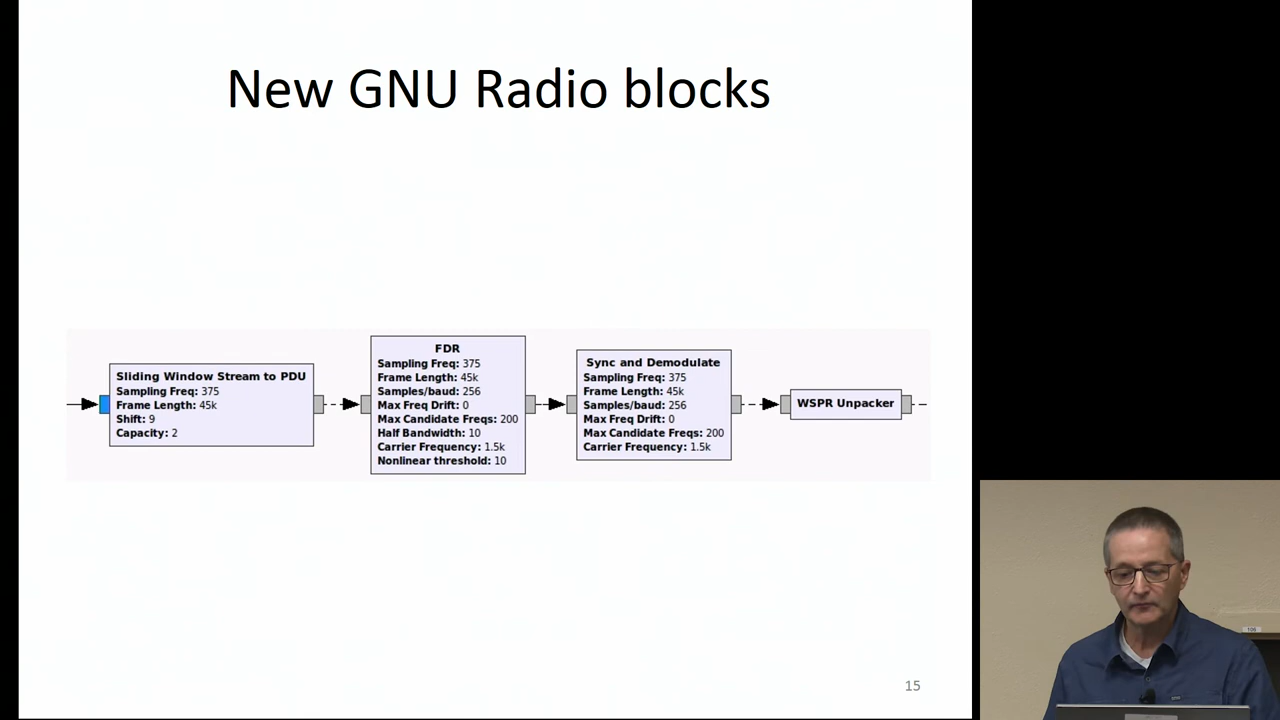 New GNU Radio blocks
Sliding Window Stream to PDU
Sampling Freq: 375
Frame Length: 45k
Shift: 9
Capacity: 2
FDR
Sampling Freq: 375
Frame Length: 45k
Samples/baud: 256
Max Freq Drift: 0
Max Candidate Freqs: 200
Half Bandwidth: 10
Carrier Frequency: 1.5k
Nonlinear threshold: 10
Sync and Demodulate
Sampling Freq: 375
Frame Length: 45k
Samples/baud: 256
Max Freq Drift: 0
Max Candidate Freqs: 200
Carrier Frequency: 1.5k
WSPR Unpacker
15